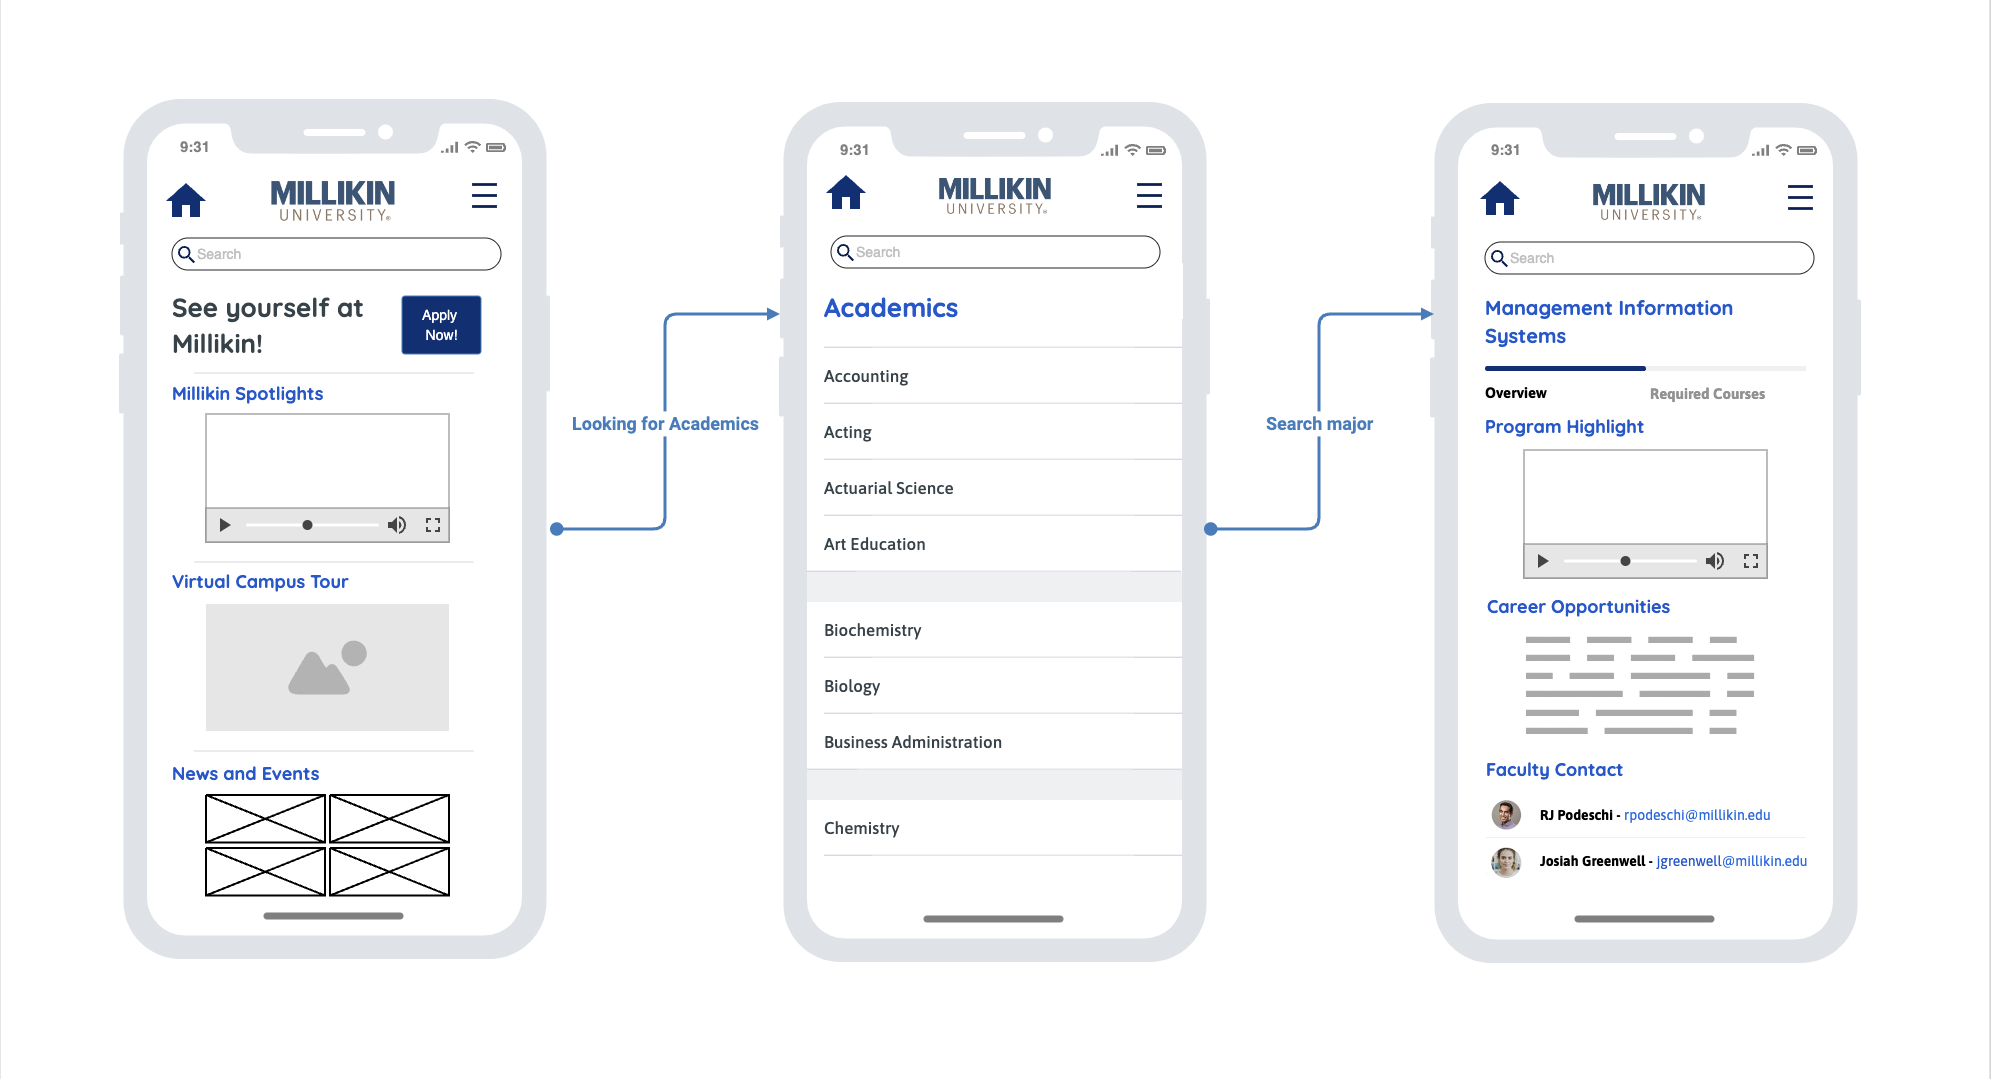 9:31
MILLIKIN
UNIVERSITY®
Search
See yourself at
Millikin!
Apply
Now!
Millikin Spotlights
Virtual Campus Tour
News and Events
Looking for Academics
9:31
MILLIKIN
UNIVERSITY®
Search
Academics
Accounting
Acting
Actuarial Science
Art Education
Biochemistry
Biology
Business Administration
Chemistry
Search major
9:31
MILLIKIN
UNIVERSITY®
Search
Management Information
Systems
Overview
Required Courses
Program Highlight
Career Opportunities
Faculty Contact
RJ Podeschi - rpodeschi@millikin.edu
Josiah Greenwell - jgreenwell@millikin.edu